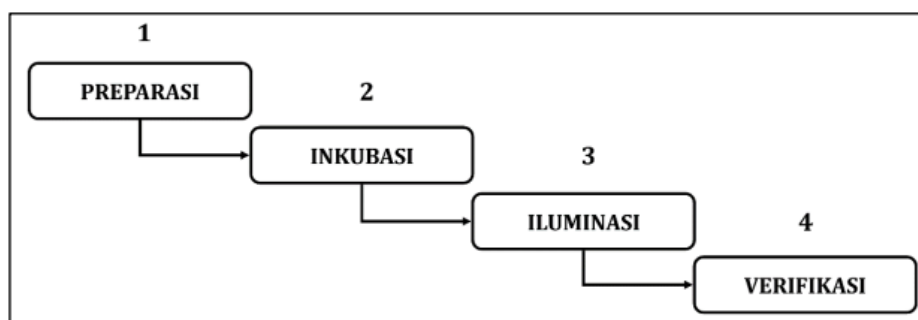 1
PREPARASI
2
INKUBASI
3
ILUMINASI
4
VERIFIKASI